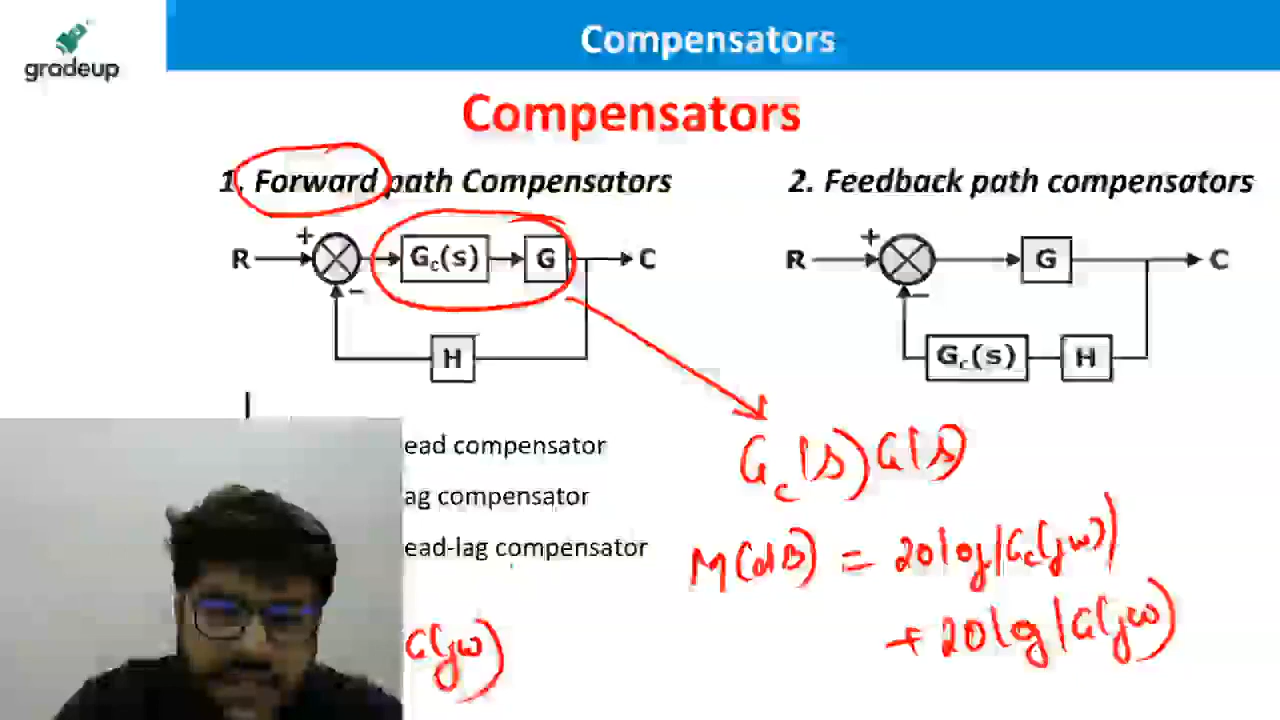 gradeup
Compensators
Compensators
1. Forward path Compensators
R + − Gc(s) G C
H
2. Feedback path compensators
R + − G C
Gc(s) H
ead compensator
ag compensator
ead-lag compensator
Gc(s)G(s)
M(dB) = 20log|Gc(jω)|
+ 20log|G(jω)
G(jω)